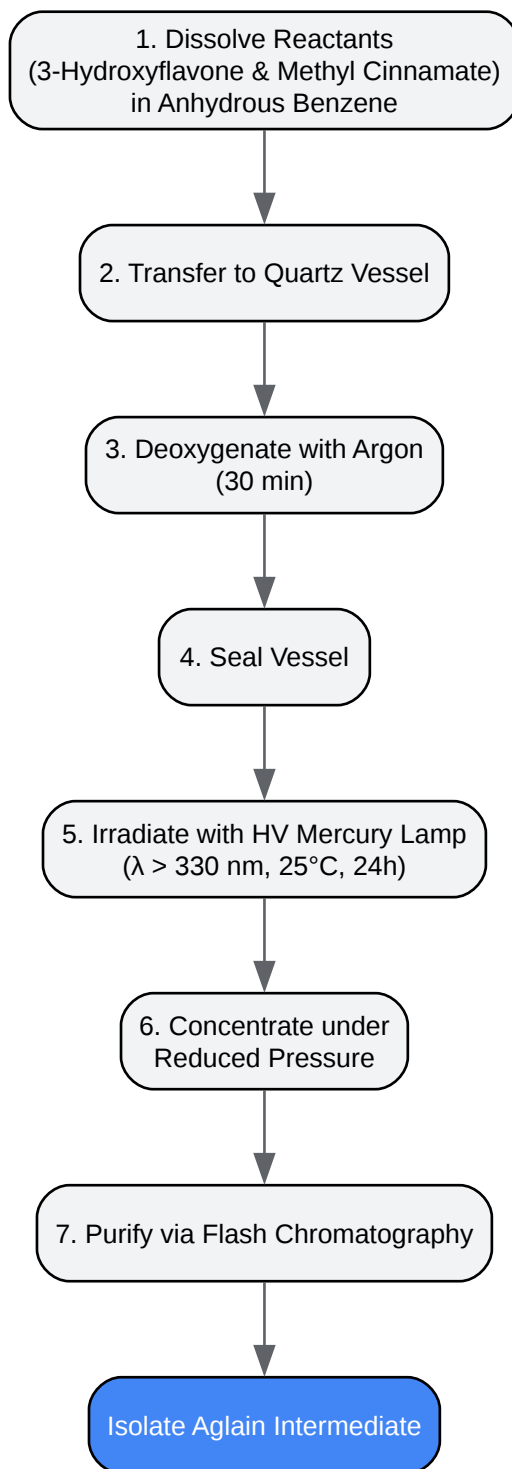 1. Dissolve Reactants
(3-Hydroxyflavone & Methyl Cinnamate)
in Anhydrous Benzene
2. Transfer to Quartz Vessel
3. Deoxygenate with Argon
(30 min)
4. Seal Vessel
5. Irradiate with HV Mercury Lamp
(λ > 330 nm, 25°C, 24h)
6. Concentrate under
Reduced Pressure
7. Purify via Flash Chromatography
Isolate Aglain Intermediate